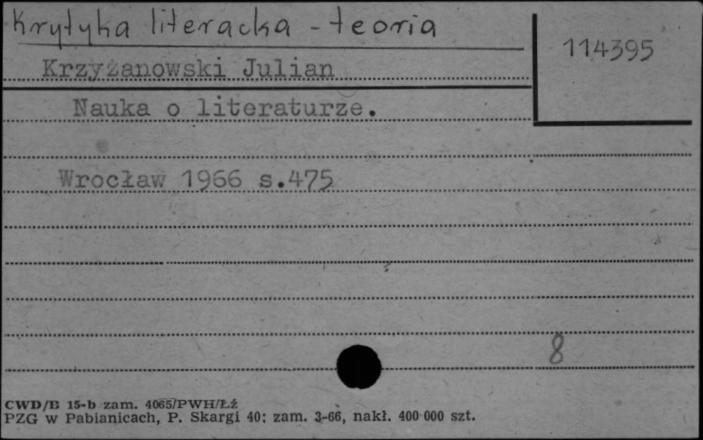 Krytyka literacka - teoria
114395
Krzyżanowski Julian
Nauka o literaturze.
Wrocław 1966 s.475
8
CWD/B 15-b zam. 4065/PWH/Łż
PZG w Pabianicach, P. Skargi 40; zam. 3-66, nakł. 400 000 szt.